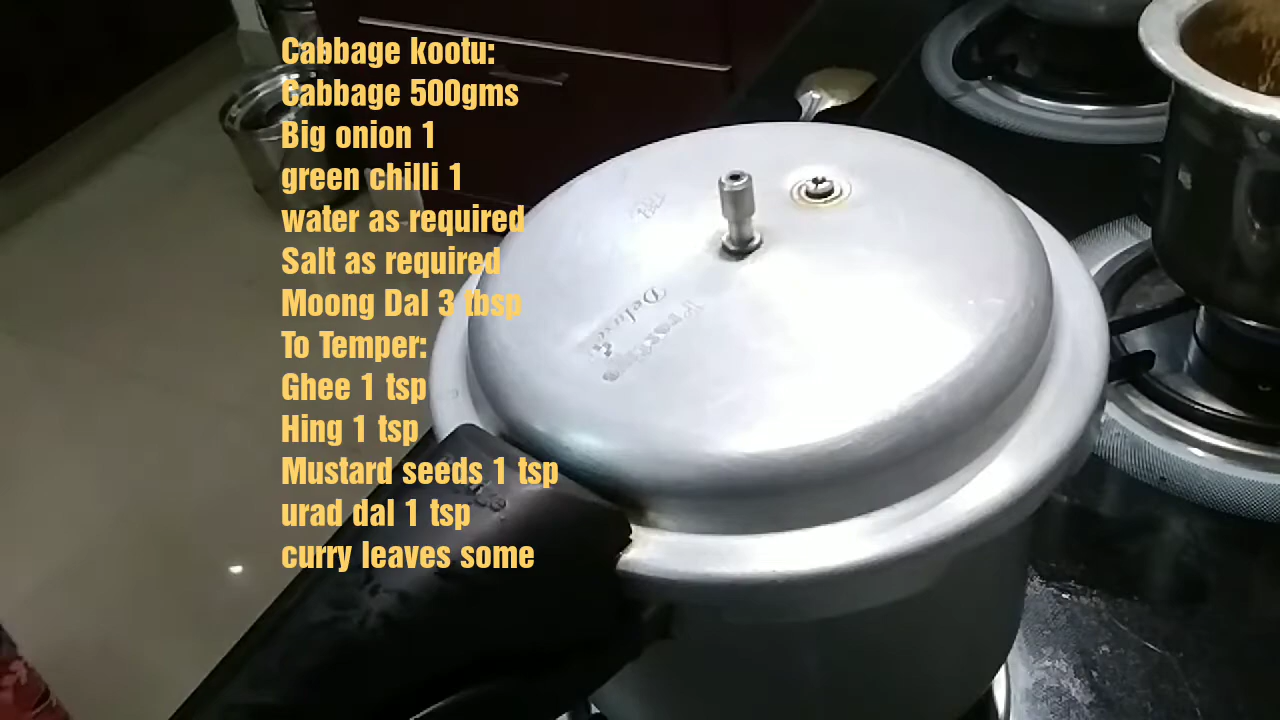 Cabbage kootu:
Cabbage 500gms
Big onion 1
green chilli 1
water as required
Salt as required
Moong Dal 3 tbsp
To Temper:
Ghee 1 tsp
Hing 1 tsp
Mustard seeds 1 tsp
urad dal 1 tsp
curry leaves some
Prestige
Deluxe